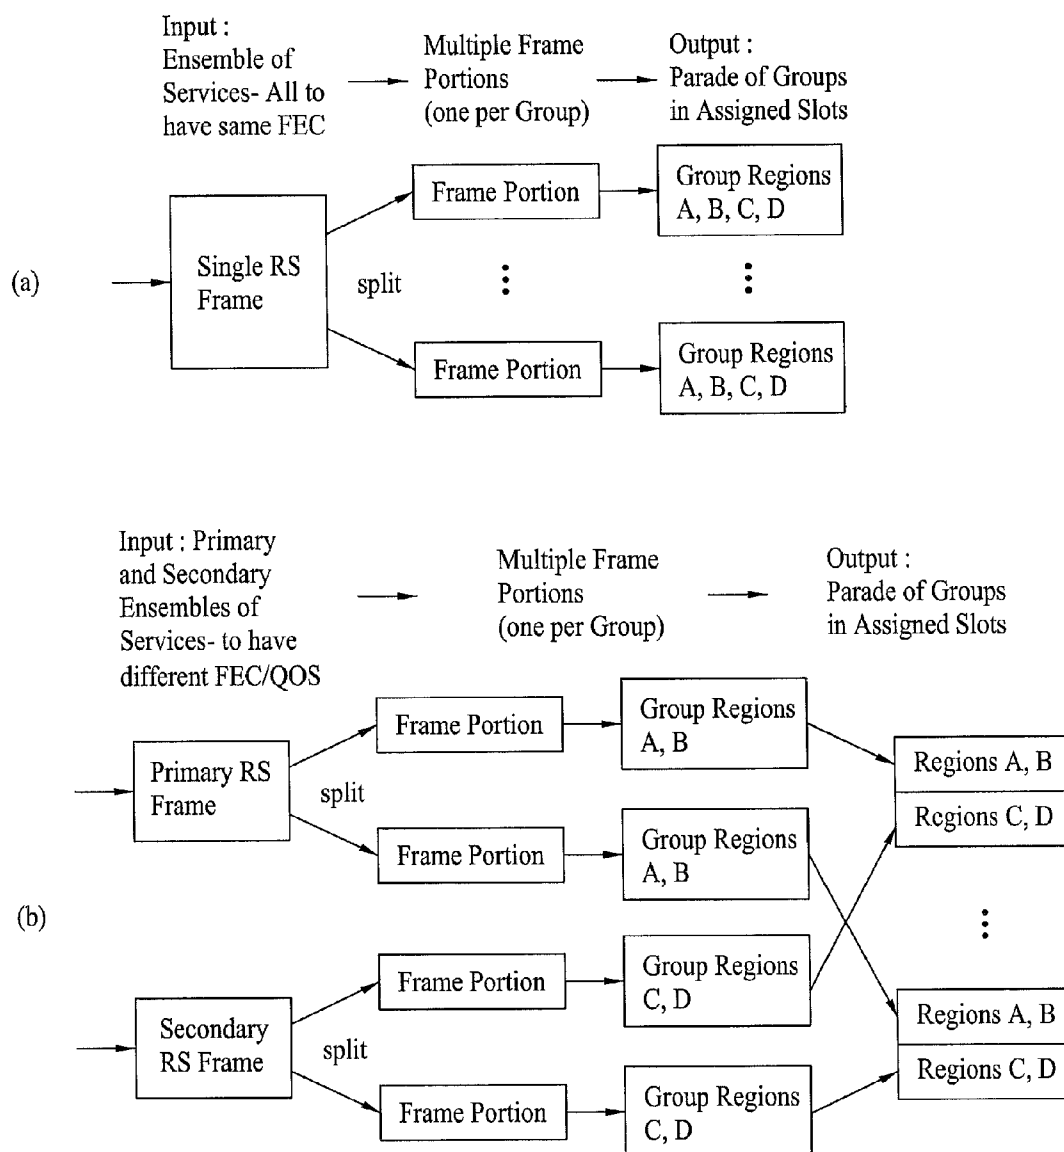 Input :
Ensemble of
Services- All to
have same FEC
Multiple Frame
Portions
(one per Group)
Output :
Parade of Groups
in Assigned Slots
(a)
Single RS
Frame
split
Frame Portion
Group Regions
A, B, C, D
Frame Portion
Group Regions
A, B, C, D
Input : Primary
and Secondary
Ensembles of
Services- to have
different FEC/QOS
Multiple Frame
Portions
(one per Group)
Output :
Parade of Groups
in Assigned Slots
(b)
Primary RS
Frame
split
Frame Portion
Group Regions
A, B
Frame Portion
Group Regions
A, B
Regions A, B
Regions C, D
Secondary
RS Frame
split
Frame Portion
Group Regions
C, D
Frame Portion
Group Regions
C, D
Regions A, B
Regions C, D